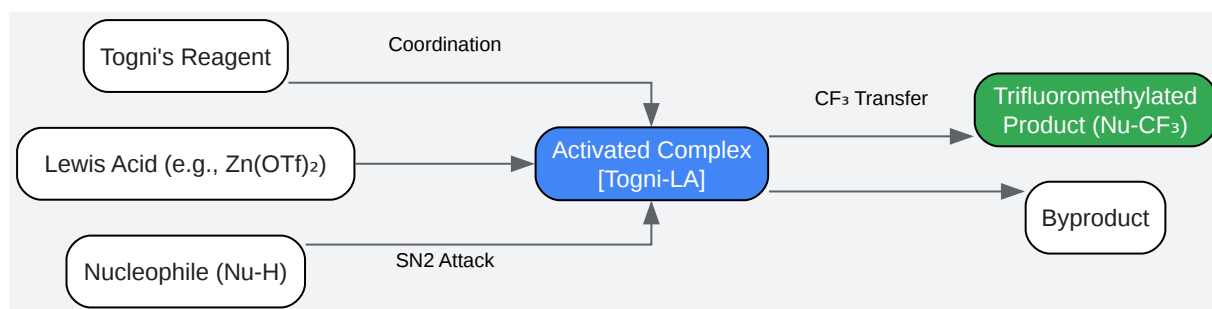 Togni's Reagent
Coordination
Lewis Acid (e.g., Zn(OTf)₂)
Nucleophile (Nu-H)
SN2 Attack
Activated Complex
[Togni-LA]
CF₃ Transfer
Trifluoromethylated
Product (Nu-CF₃)
Byproduct